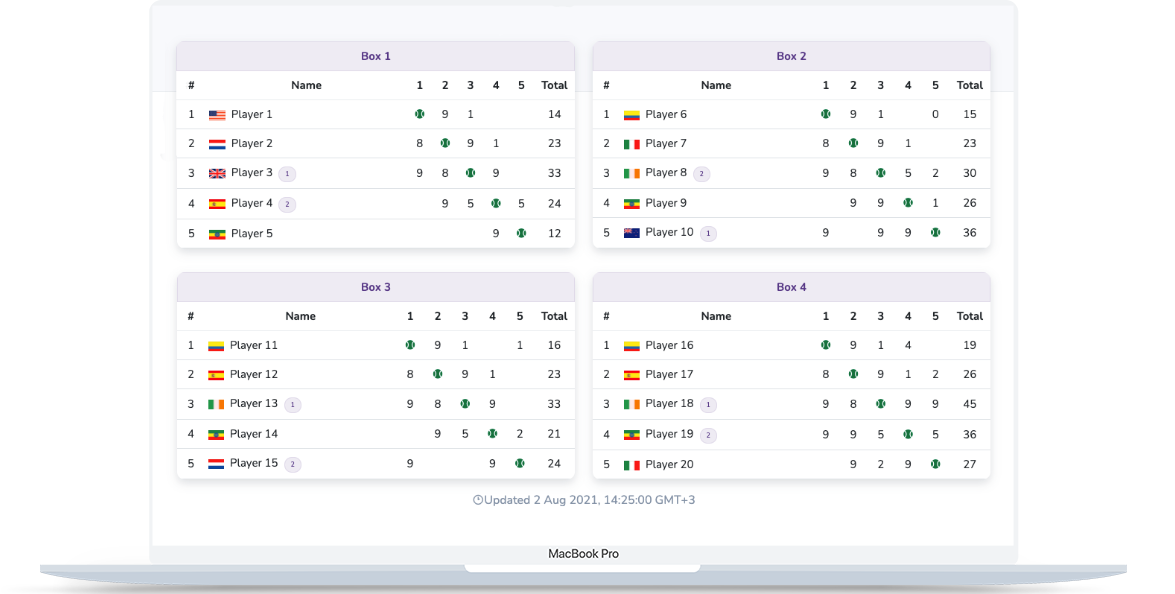 Box 1
# Name 1 2 3 4 5 Total
1 Player 1 9 1 14
2 Player 2 8 9 1 23
3 Player 3 1 9 8 9 33
4 Player 4 2 9 5 5 24
5 Player 5 9 12
Box 2
# Name 1 2 3 4 5 Total
1 Player 6 9 1 0 15
2 Player 7 8 9 1 23
3 Player 8 2 9 8 5 2 30
4 Player 9 9 9 1 26
5 Player 10 1 9 9 9 36
Box 3
# Name 1 2 3 4 5 Total
1 Player 11 9 1 1 16
2 Player 12 8 9 1 23
3 Player 13 1 9 8 9 33
4 Player 14 9 5 2 21
5 Player 15 2 9 9 24
Box 4
# Name 1 2 3 4 5 Total
1 Player 16 9 1 4 19
2 Player 17 8 9 1 2 26
3 Player 18 1 9 8 9 9 45
4 Player 19 2 9 9 5 5 36
5 Player 20 9 2 9 27
Updated 2 Aug 2021, 14:25:00 GMT+3
MacBook Pro